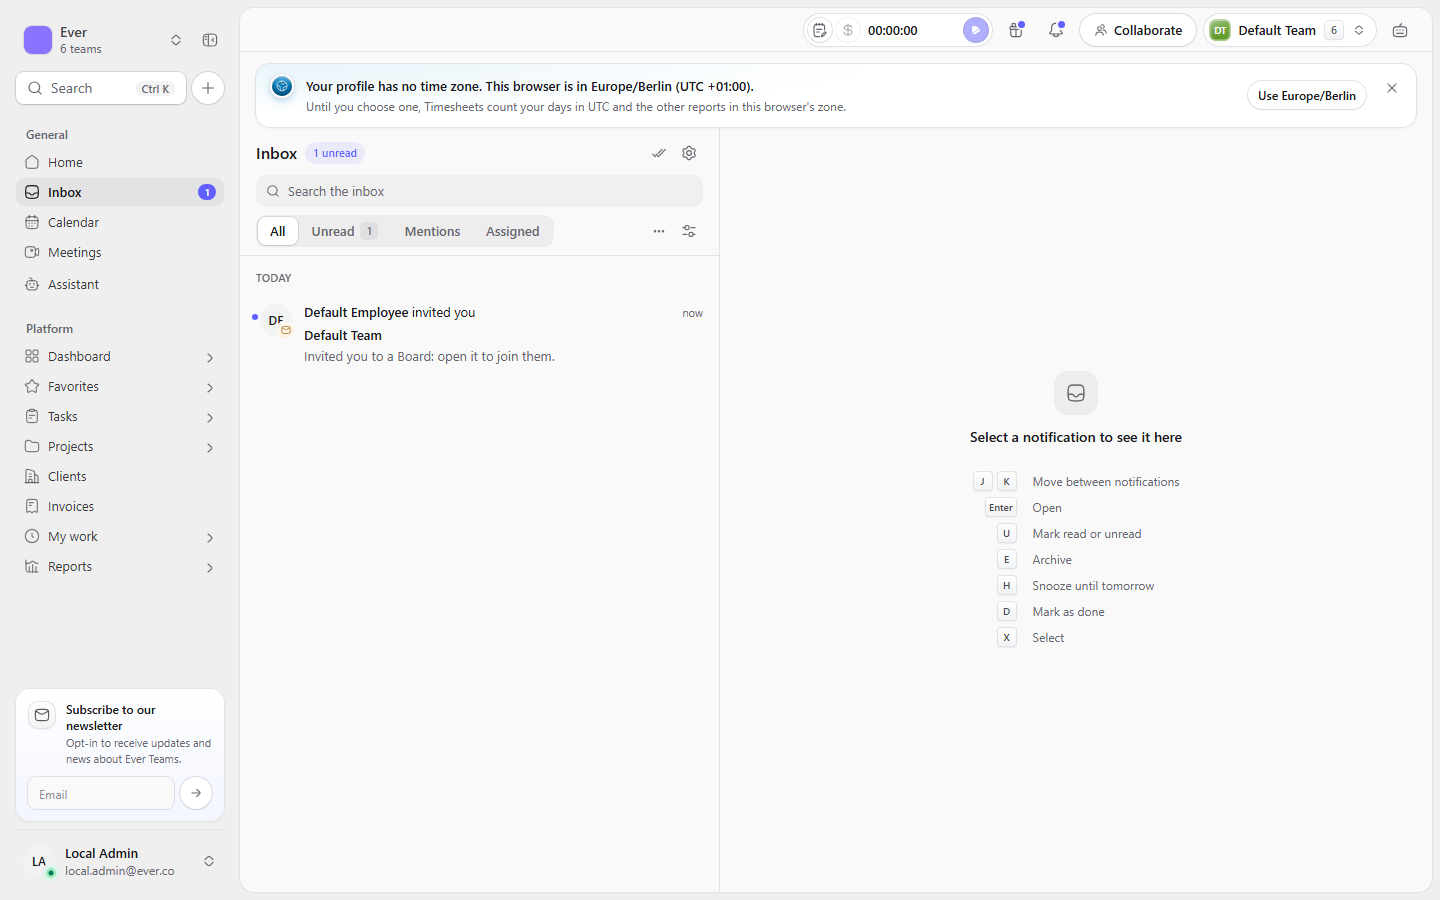 Ever
6 teams
Search
Ctrl K
General
Home
Inbox
1
Calendar
Meetings
Assistant
Platform
Dashboard
Favorites
Tasks
Projects
Clients
Invoices
My work
Reports
Subscribe to our
newsletter
Opt-in to receive updates and
news about Ever Teams.
Email
LA
Local Admin
local.admin@ever.co
00:00:00
Collaborate
DT
Default Team
6
Your profile has no time zone. This browser is in Europe/Berlin (UTC +01:00).
Until you choose one, Timesheets count your days in UTC and the other reports in this browser's zone.
Use Europe/Berlin
Inbox
1 unread
Search the inbox
All
Unread 1
Mentions
Assigned
TODAY
DE
Default Employee invited you
now
Default Team
Invited you to a Board: open it to join them.
Select a notification to see it here
J K Move between notifications
Enter Open
U Mark read or unread
E Archive
H Snooze until tomorrow
D Mark as done
X Select